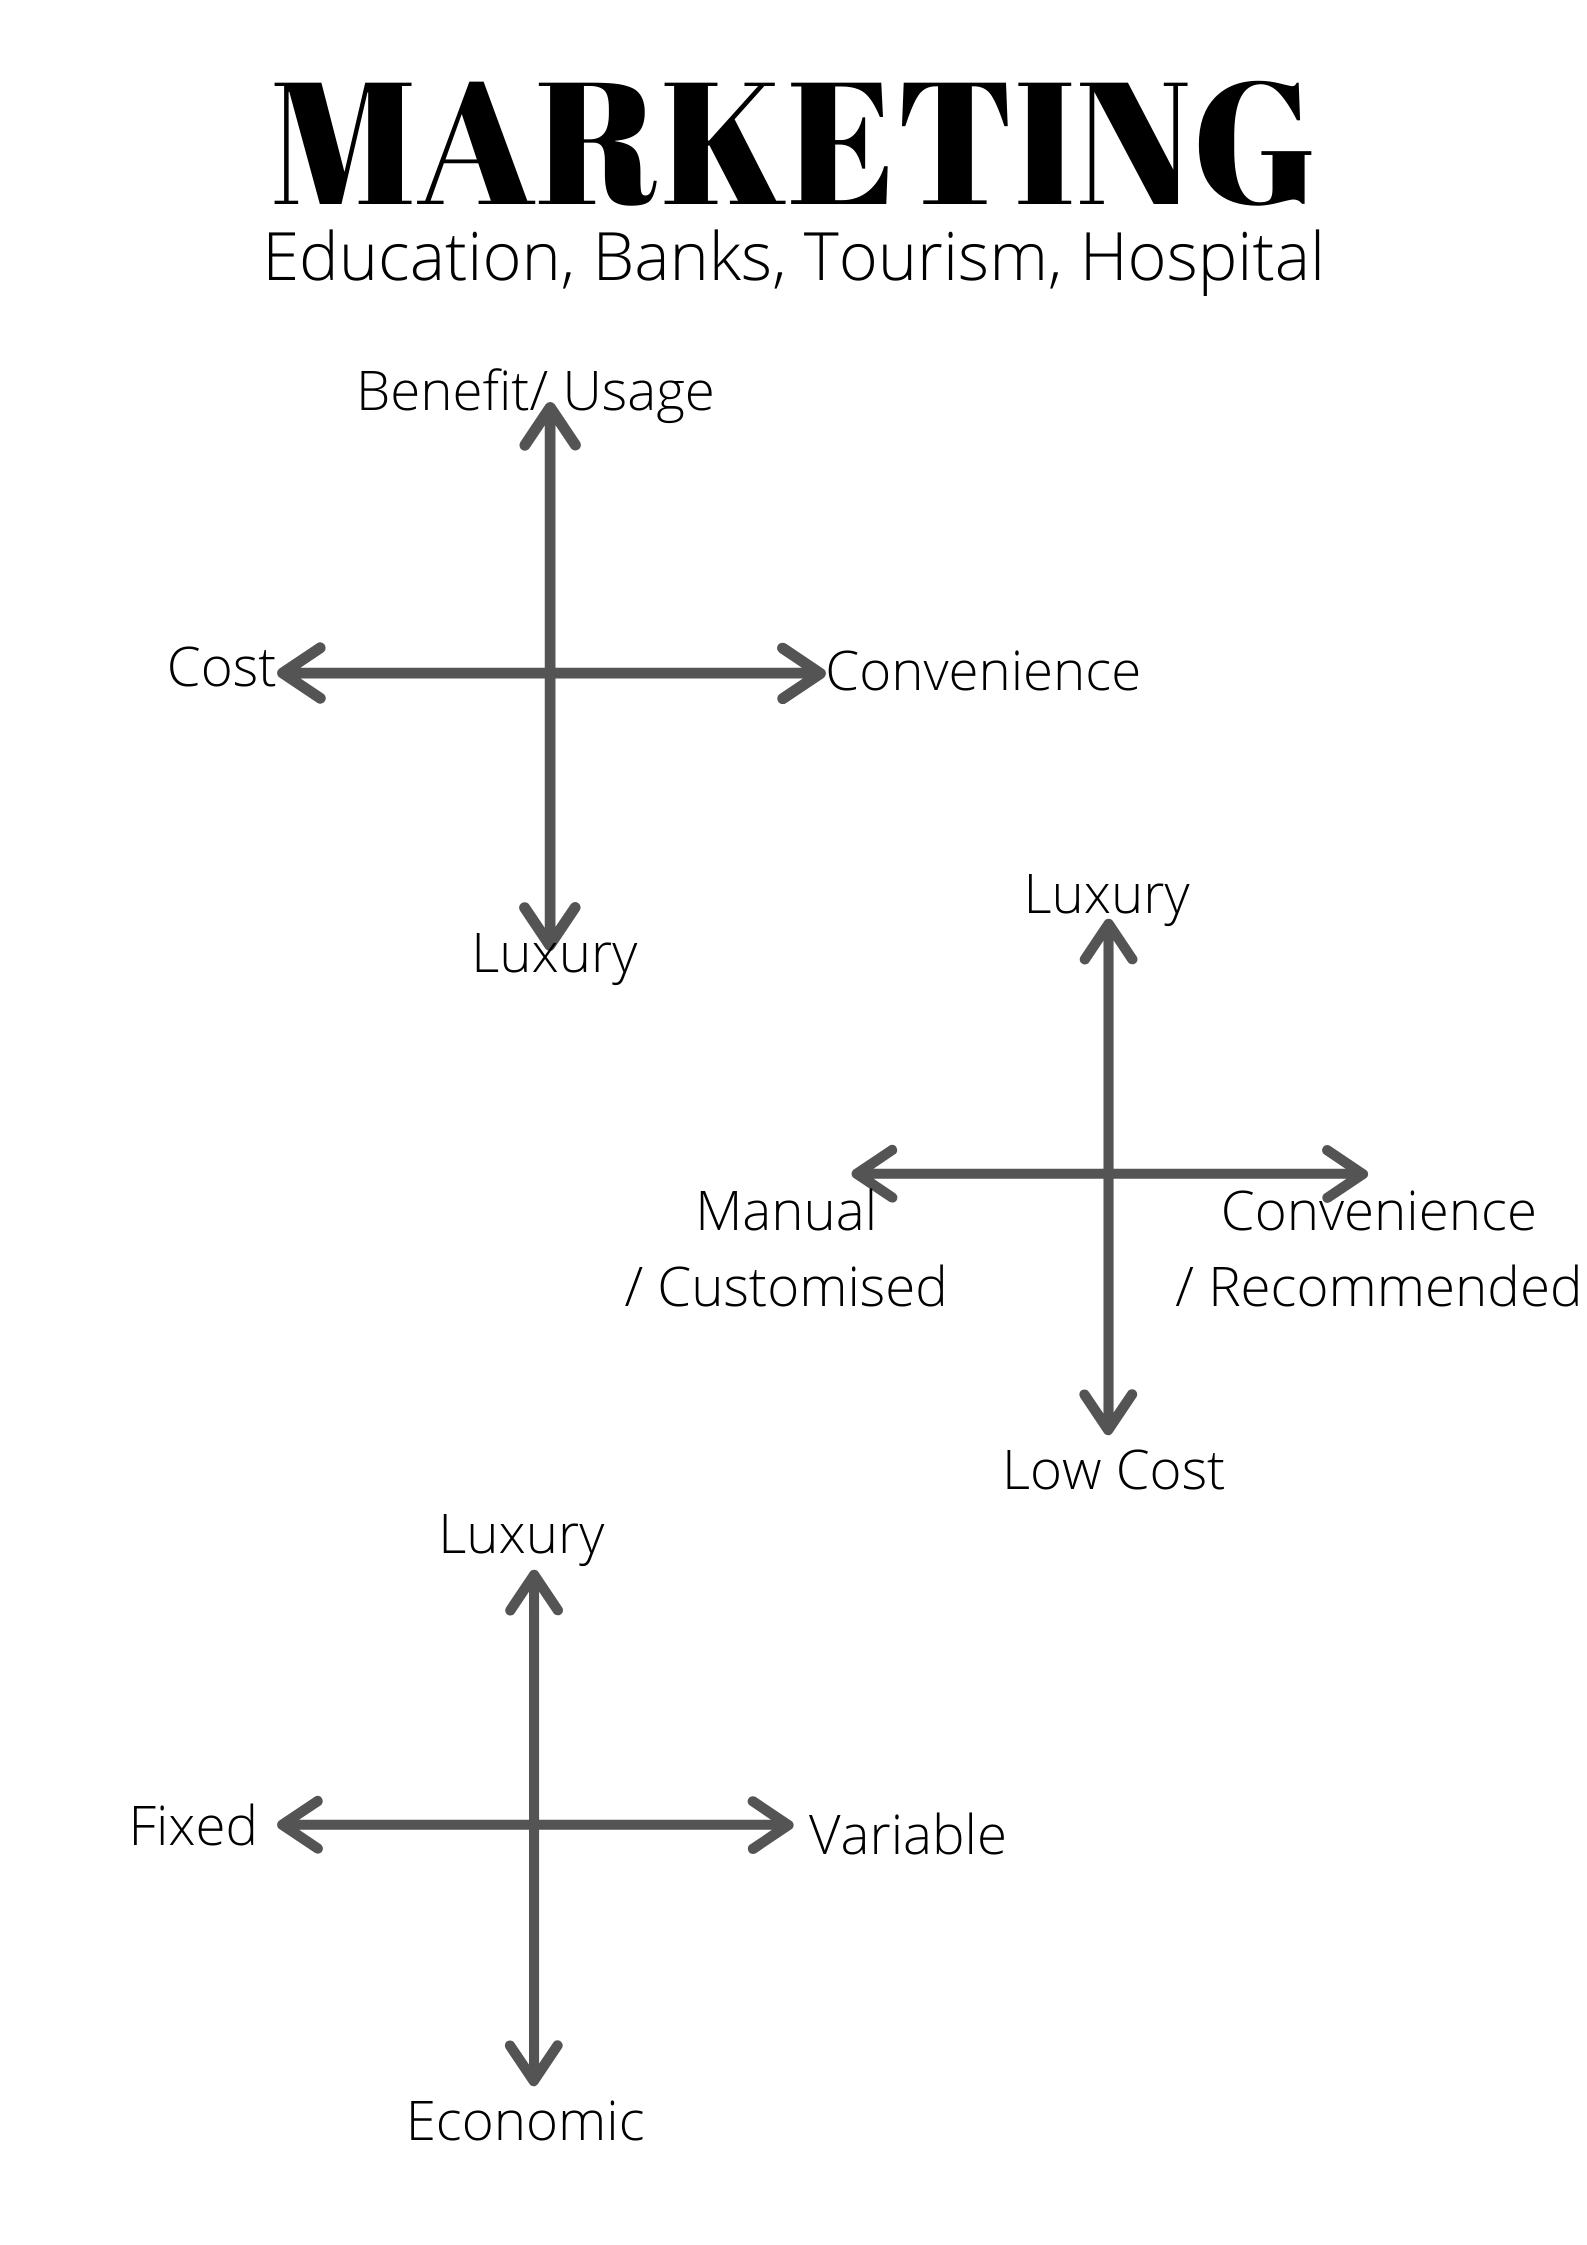 MARKETING
Education, Banks, Tourism, Hospital
Benefit/ Usage
Cost
Convenience
Luxury
Luxury
Manual
/ Customised
Convenience
/ Recommended
Low Cost
Luxury
Fixed
Variable
Economic